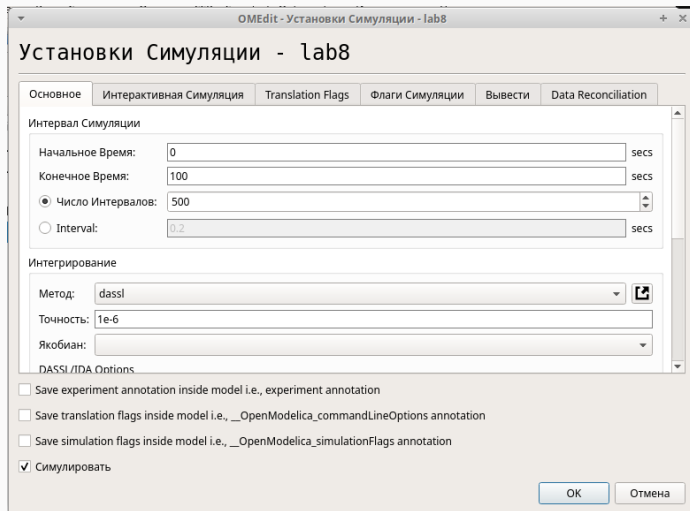 OMEdit - Установки Симуляции - lab8
Установки Симуляции - lab8
Основное Интерактивная Симуляция Translation Flags Флаги Симуляции Вывести Data Reconciliation
Интервал Симуляции
Начальное Время: 0 secs
Конечное Время: 100 secs
Число Интервалов: 500
Interval: 0.2 secs
Интегрирование
Метод: dassl
Точность: 1e-6
Якобиан:
DASSL/IDA Options
Save experiment annotation inside model i.e., experiment annotation
Save translation flags inside model i.e., __OpenModelica_commandLineOptions annotation
Save simulation flags inside model i.e., __OpenModelica_simulationFlags annotation
Симулировать
OK Отмена